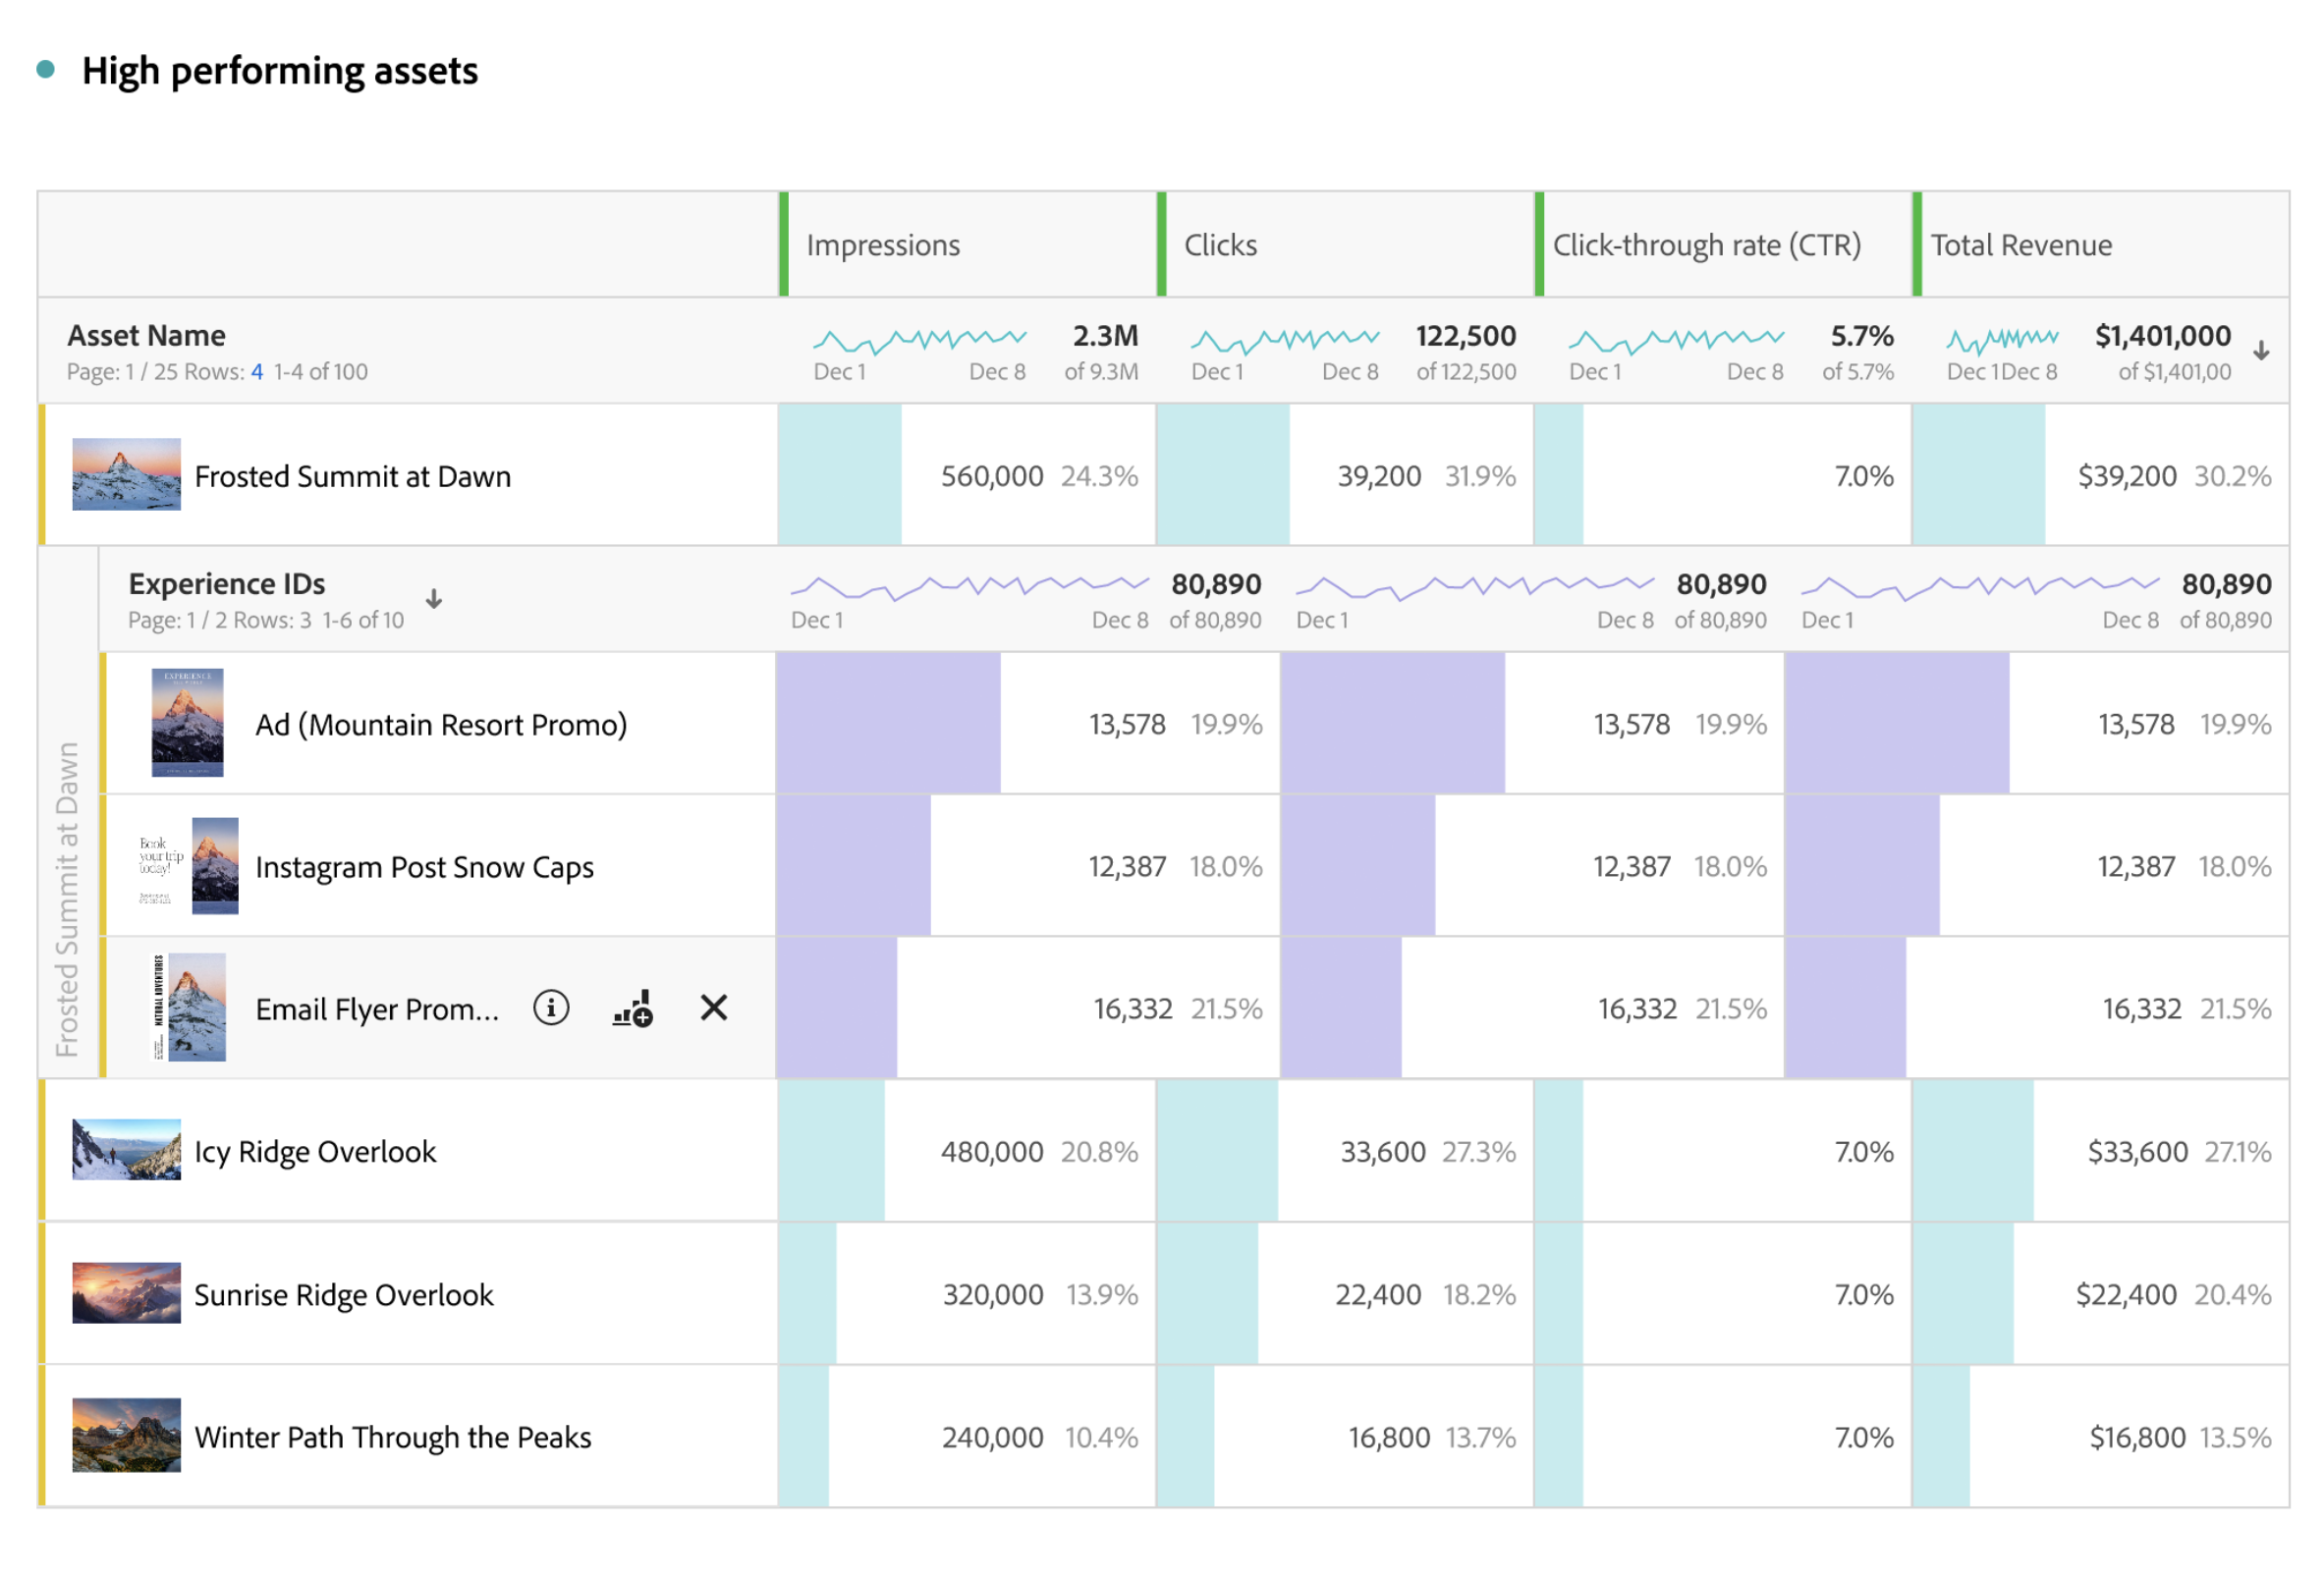 High performing assets
Impressions Clicks Click-through rate (CTR) Total Revenue
Asset Name 2.3M 122,500 5.7% $1,401,000
Page: 1 / 25 Rows: 4 1-4 of 100 Dec 1 Dec 8 of 9.3M Dec 1 Dec 8 of 122,500 Dec 1 Dec 8 of 5.7% Dec 1 Dec 8 of $1,401,00
Frosted Summit at Dawn 560,000 24.3% 39,200 31.9% 7.0% $39,200 30.2%
Frosted Summit at Dawn
Experience IDs 80,890 80,890 80,890
Page: 1 / 2 Rows: 3 1-6 of 10 Dec 1 Dec 8 of 80,890 Dec 1 Dec 8 of 80,890 Dec 1 Dec 8 of 80,890
EXPERIENCE
Ad (Mountain Resort Promo) 13,578 19.9% 13,578 19.9% 13,578 19.9%
Book
your trip
today!
Instagram Post Snow Caps 12,387 18.0% 12,387 18.0% 12,387 18.0%
NATURAL ADVENTURES
Email Flyer Prom... 16,332 21.5% 16,332 21.5% 16,332 21.5%
Icy Ridge Overlook 480,000 20.8% 33,600 27.3% 7.0% $33,600 27.1%
Sunrise Ridge Overlook 320,000 13.9% 22,400 18.2% 7.0% $22,400 20.4%
Winter Path Through the Peaks 240,000 10.4% 16,800 13.7% 7.0% $16,800 13.5%